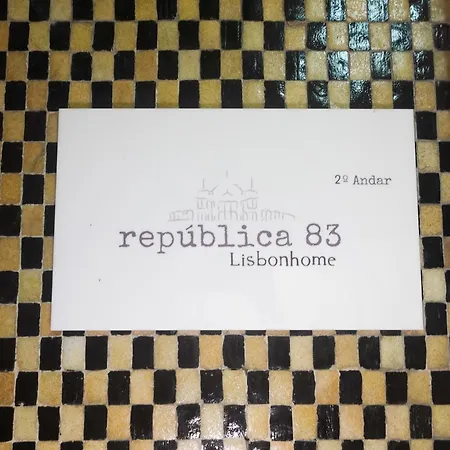 2º Andar
república 83
Lisbonhome